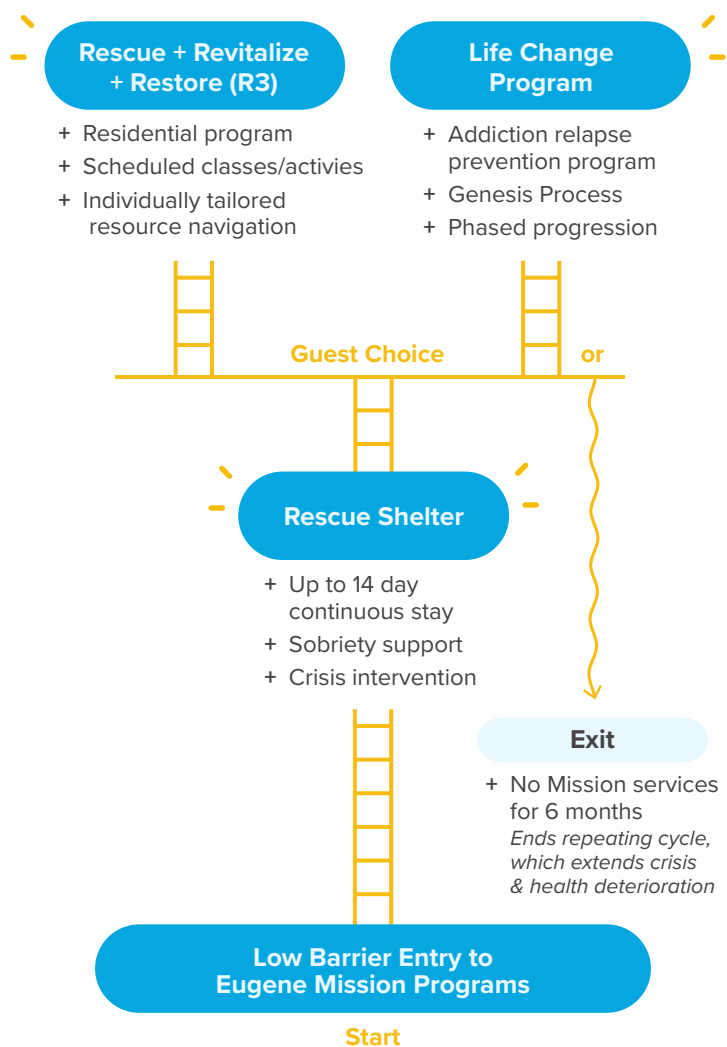 Rescue + Revitalize
+ Restore (R3)
+ Residential program
+ Scheduled classes/activies
+ Individually tailored
resource navigation
Life Change
Program
+ Addiction relapse
prevention program
+ Genesis Process
+ Phased progression
Guest Choice
or
Rescue Shelter
+ Up to 14 day
continuous stay
+ Sobriety support
+ Crisis intervention
Exit
+ No Mission services
for 6 months
Ends repeating cycle,
which extends crisis
& health deterioration
Low Barrier Entry to
Eugene Mission Programs
Start